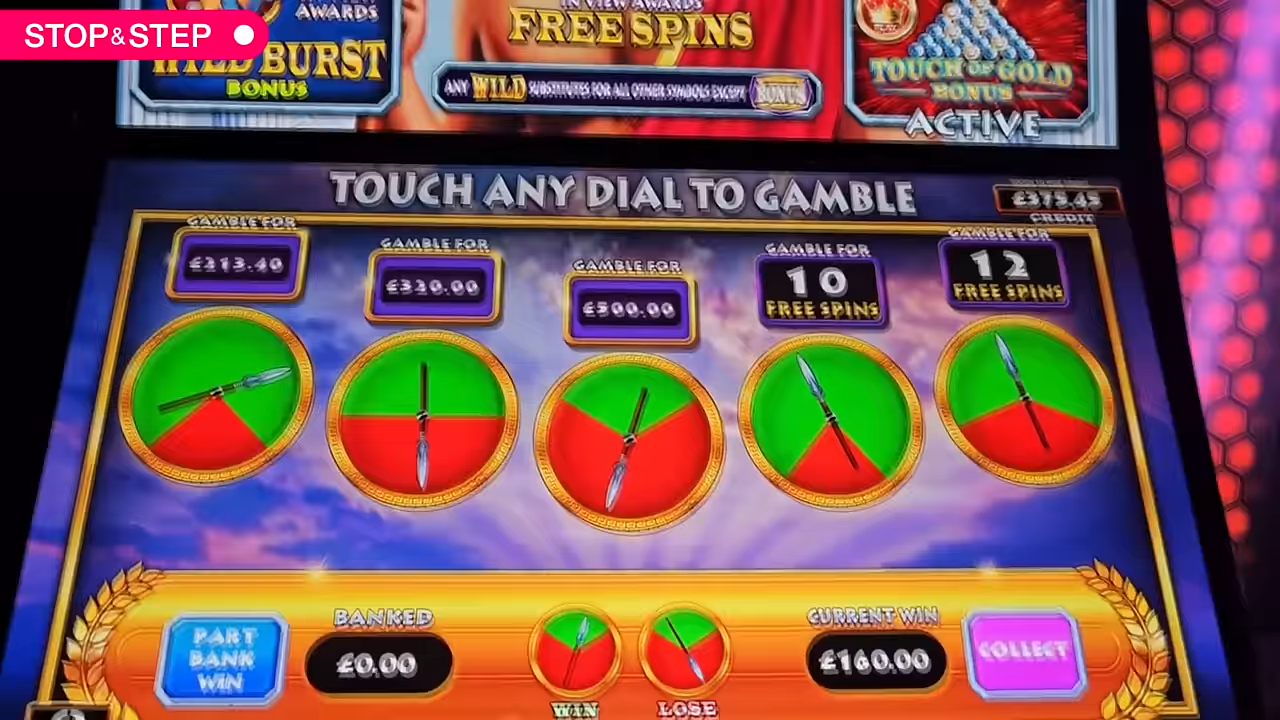 STOP&STEP
AWARDS
WILD BURST
BONUS
IN VIEW AWARDS
FREE SPINS
ANY WILD SUBSTITUTES FOR ALL OTHER SYMBOLS EXCEPT BONUS
TOUCH OF GOLD
BONUS
ACTIVE
TOUCH ANY DIAL TO GAMBLE
£375.45
CREDIT
GAMBLE FOR
£213.40
GAMBLE FOR
£320.00
GAMBLE FOR
£500.00
GAMBLE FOR
10
FREE SPINS
GAMBLE FOR
12
FREE SPINS
PART
BANK
WIN
BANKED
£0.00
WIN
LOSE
CURRENT WIN
£160.00
COLLECT